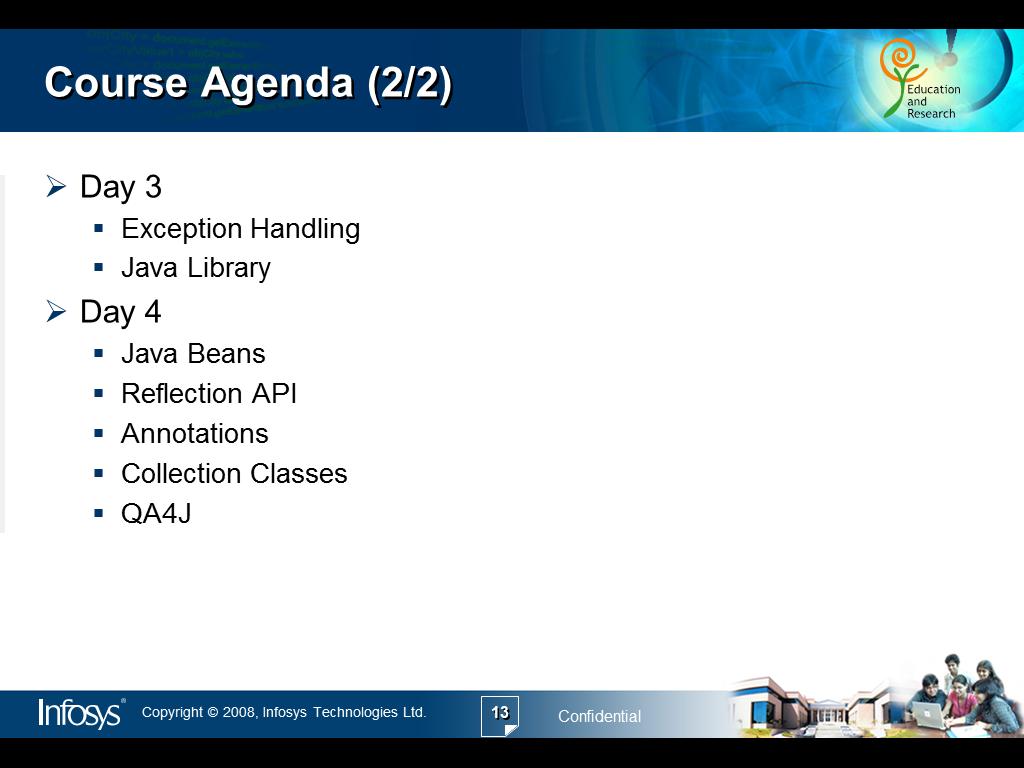 Course Agenda (2/2)
Education
and
Research
Day 3
Exception Handling
Java Library
Day 4
Java Beans
Reflection API
Annotations
Collection Classes
QA4J
Infosys®
Copyright © 2008, Infosys Technologies Ltd.
13
Confidential